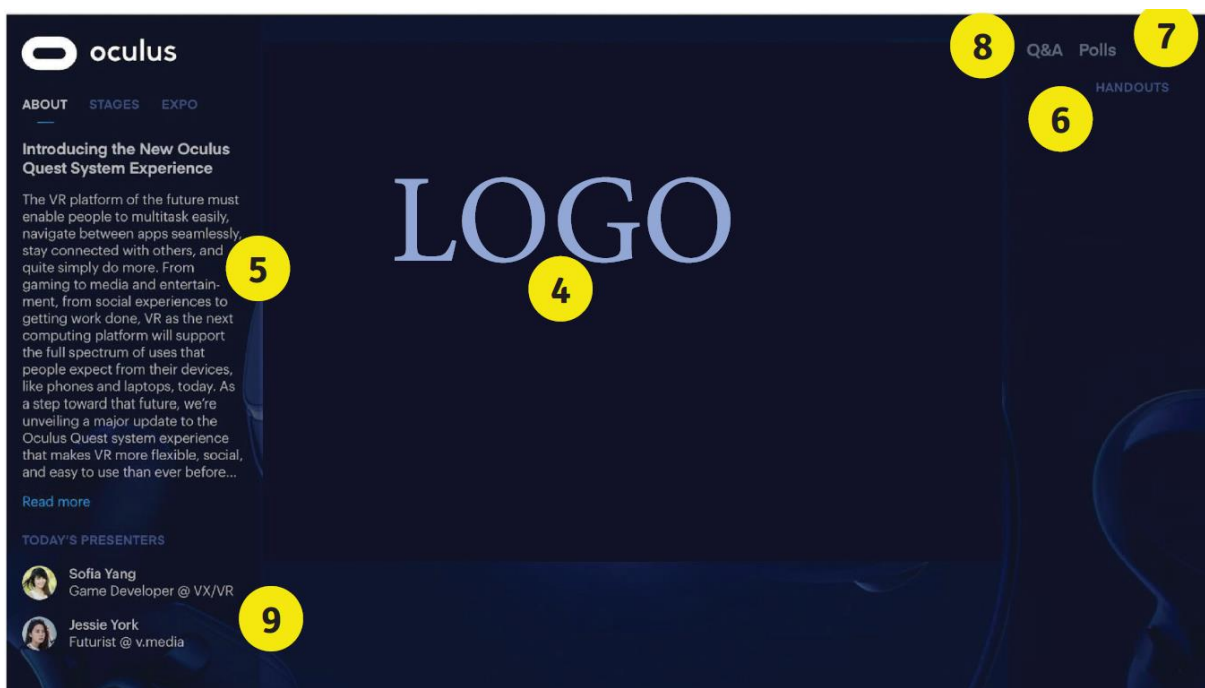 oculus
ABOUT STAGES EXPO
Introducing the New Oculus
Quest System Experience
The VR platform of the future must
enable people to multitask easily,
navigate between apps seamlessly,
stay connected with others, and
quite simply do more. From
gaming to media and entertain-
ment, from social experiences to
getting work done, VR as the next
computing platform will support
the full spectrum of uses that
people expect from their devices,
like phones and laptops, today. As
a step toward that future, we're
unveiling a major update to the
Oculus Quest system experience
that makes VR more flexible, social,
and easy to use than ever before...
Read more
TODAY'S PRESENTERS
Sofia Yang
Game Developer @ VX/VR
Jessie York
Futurist @ v.media
5
9
LOGO
4
8
Q&A Polls
7
HANDOUTS
6